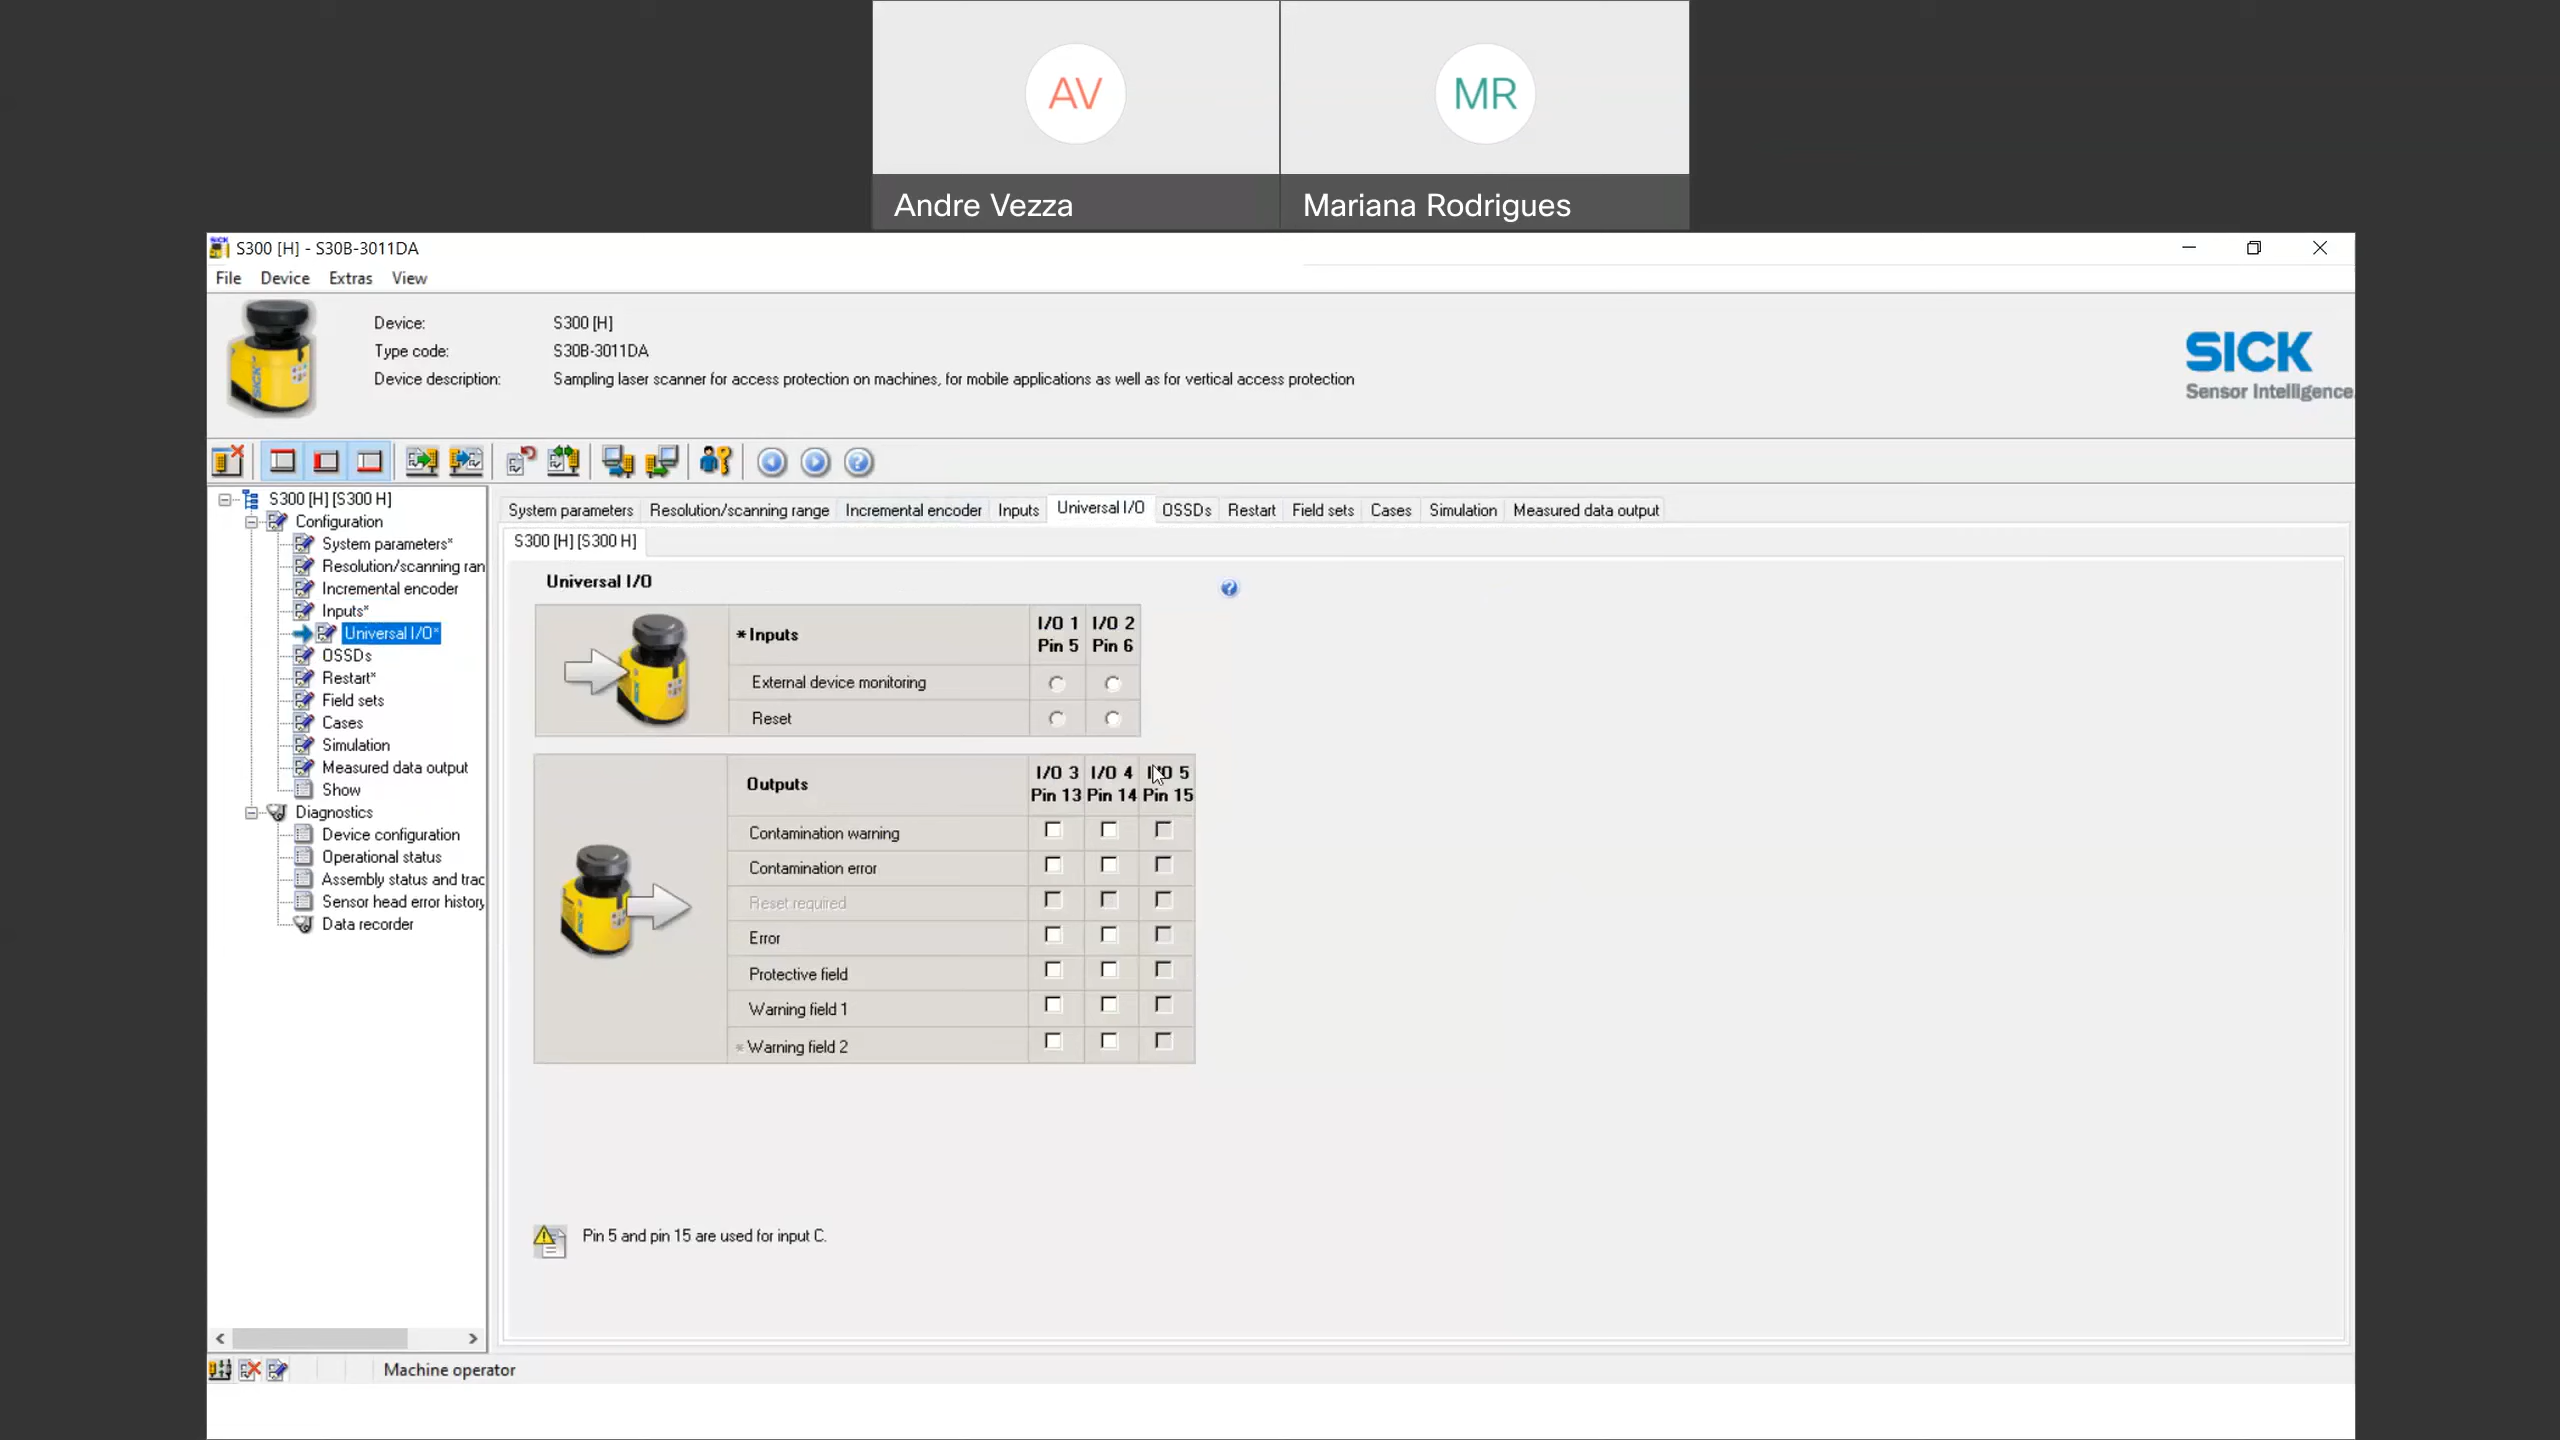 AV
MR
Andre Vezza
Mariana Rodrigues
S300 [H] - S30B-3011DA
File Device Extras View
Device: S300 [H]
Type code: S30B-3011DA
Device description: Sampling laser scanner for access protection on machines, for mobile applications as well as for vertical access protection
SICK
Sensor Intelligence
S300 [H] [S300 H]
Configuration
System parameters*
Resolution/scanning ran
Incremental encoder
Inputs*
Universal I/O*
OSSDs
Restart*
Field sets
Cases
Simulation
Measured data output
Show
Diagnostics
Device configuration
Operational status
Assembly status and trac
Sensor head error history
Data recorder
System parameters Resolution/scanning range Incremental encoder Inputs Universal I/O OSSDs Restart Field sets Cases Simulation Measured data output
S300 [H] [S300 H]
Universal I/O
* Inputs
I/O 1 I/O 2
Pin 5 Pin 6
External device monitoring
Reset
Outputs
I/O 3 I/O 4 I/O 5
Pin 13 Pin 14 Pin 15
Contamination warning
Contamination error
Reset required
Error
Protective field
Warning field 1
* Warning field 2
Pin 5 and pin 15 are used for input C.
Machine operator